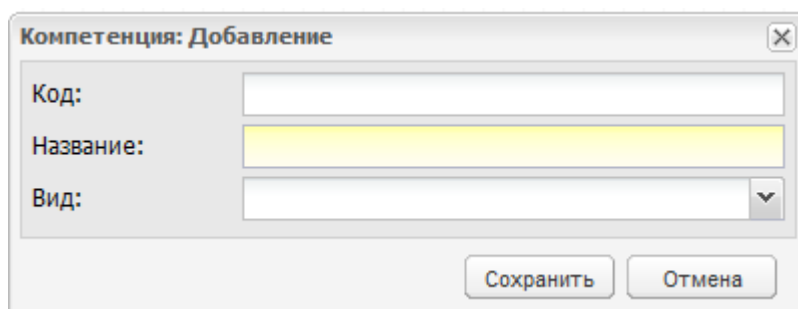 Компетенция: Добавление
Код:
Название:
Вид:
Сохранить Отмена